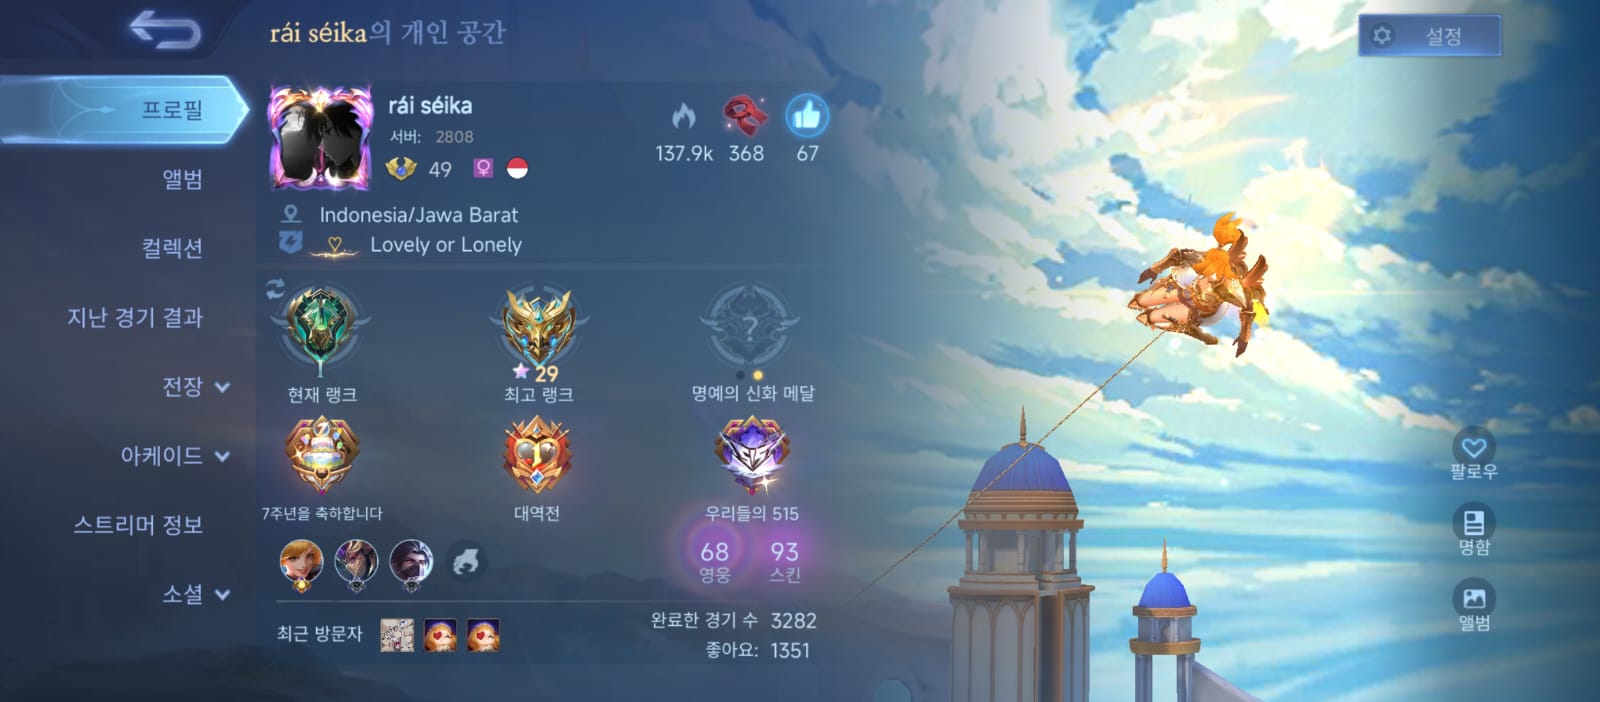 rái séika의 개인 공간
설정
프로필
앨범
컬렉션
지난 경기 결과
전장
아케이드
스트리머 정보
소셜
rái séika
서버: 2808
49
137.9k 368 67
Indonesia/Jawa Barat
Lovely or Lonely
29
?
현재 랭크 최고 랭크 명예의 신화 메달
7주년을 축하합니다 대역전 우리들의 515
515
68 93
영웅 스킨
완료한 경기 수 3282
최근 방문자
좋아요: 1351
팔로우
명함
앨범